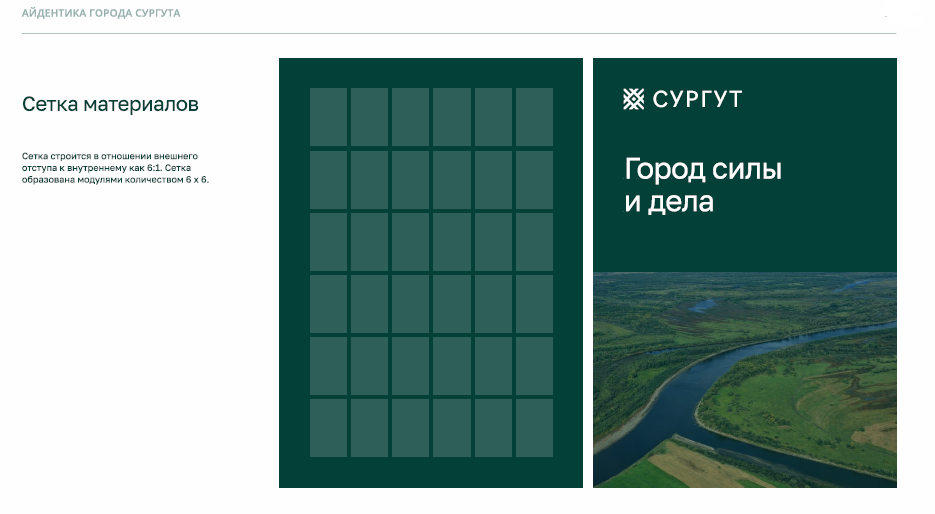 АЙДЕНТИКА ГОРОДА СУРГУТА
Сетка материалов
Сетка строится в отношении внешнего
отступа к внутреннему как 6:1. Сетка
образована модулями количеством 6 x 6.
СУРГУТ
Город силы
и дела